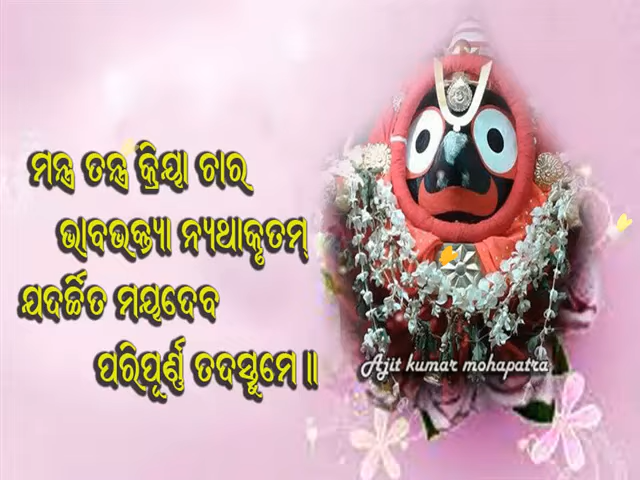 ମନ୍ତ୍ର ତନ୍ତ୍ର କ୍ରିୟା ଚାର
ଭାବଭକ୍ତ୍ୟା ନ୍ୟଥାକୃତମ୍
ଯଦର୍ଚ୍ଚିତ ମୟଦେବ
ପରିପୂର୍ଣ୍ଣ ତଦସ୍ତୁମେ ॥
Ajit kumar mohapatra